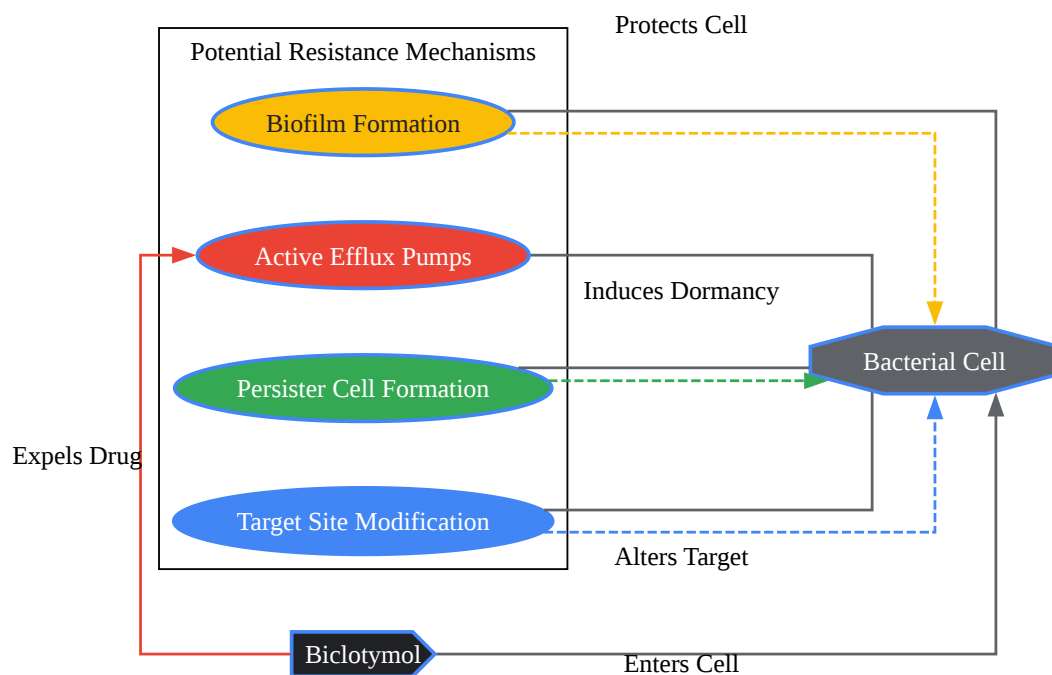 Protects Cell
Potential Resistance Mechanisms
Biofilm Formation
Active Efflux Pumps
Induces Dormancy
Bacterial Cell
Persister Cell Formation
Expels Drug
Target Site Modification
Alters Target
Biclotymol
Enters Cell